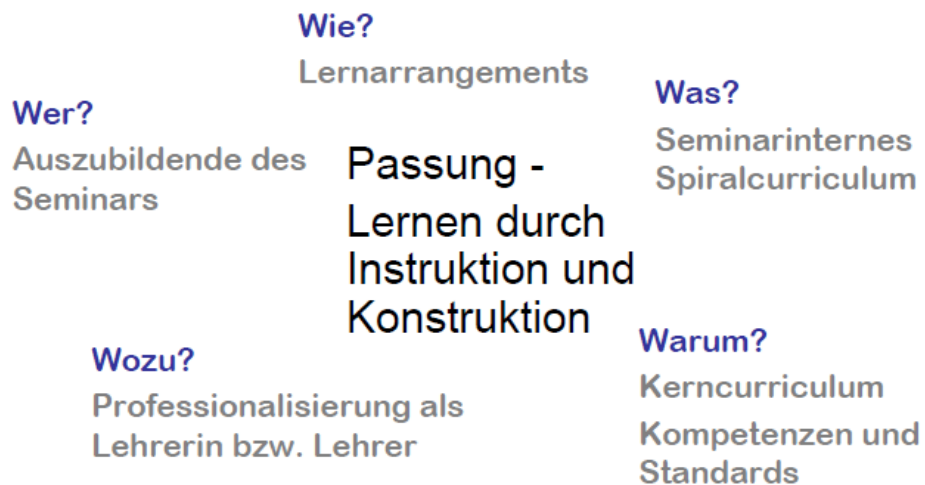 Wie?
Lernarrangements
Wer?
Auszubildende des
Seminars
Was?
Seminarinternes
Spiralcurriculum
Passung -
Lernen durch
Instruktion und
Konstruktion
Wozu?
Professionalisierung als
Lehrerin bzw. Lehrer
Warum?
Kerncurriculum
Kompetenzen und
Standards